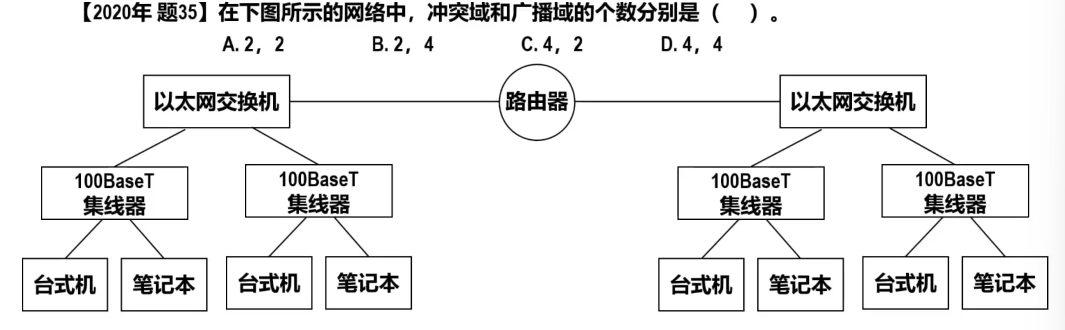 【2020年 题35】在下图所示的网络中，冲突域和广播域的个数分别是（ ）。
A. 2，2 B. 2，4 C. 4，2 D. 4，4
以太网交换机 路由器 以太网交换机
100BaseT 100BaseT 100BaseT 100BaseT
集线器 集线器 集线器 集线器
台式机 笔记本 台式机 笔记本 台式机 笔记本 台式机 笔记本